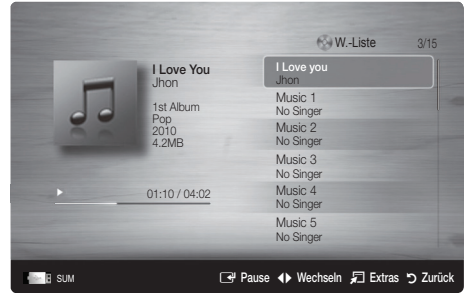 W.-Liste 3/15
I Love You
Jhon
1st Album
Pop
2010
4.2MB
01:10 / 04:02
I Love you
Jhon
Music 1
No Singer
Music 2
No Singer
Music 3
No Singer
Music 4
No Singer
Music 5
No Singer
SUM Pause Wechseln Extras Zurück